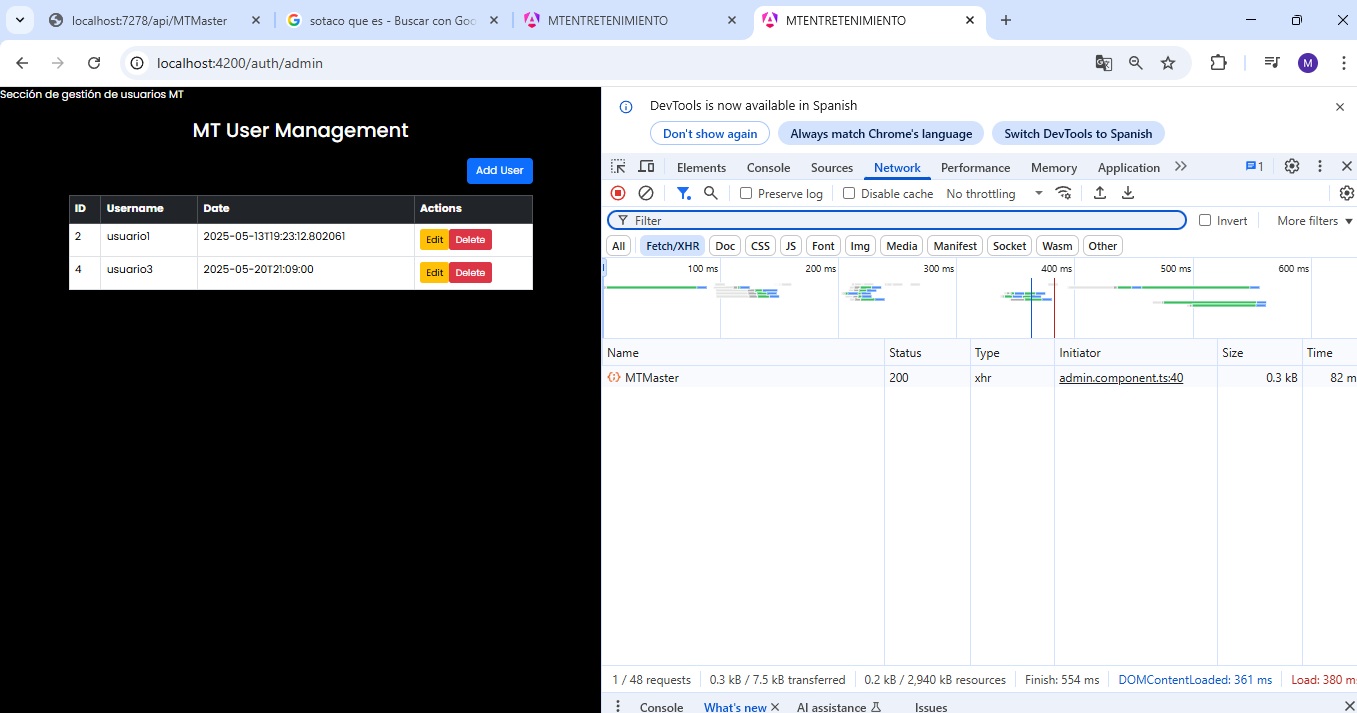 localhost:7278/api/MTMaster
sotaco que es - Buscar con Goo
MTENTRETENIMIENTO
MTENTRETENIMIENTO
localhost:4200/auth/admin
M
Sección de gestión de usuarios MT
MT User Management
Add User
ID Username Date Actions
2 usuario1 2025-05-13T19:23:12.802061 Edit Delete
4 usuario3 2025-05-20T21:09:00 Edit Delete
DevTools is now available in Spanish
Don't show again Always match Chrome's language Switch DevTools to Spanish
Elements Console Sources Network Performance Memory Application 1
Preserve log Disable cache No throttling
Filter Invert More filters
All Fetch/XHR Doc CSS JS Font Img Media Manifest Socket Wasm Other
100 ms 200 ms 300 ms 400 ms 500 ms 600 ms
Name Status Type Initiator Size Time
MTMaster 200 xhr admin.component.ts:40 0.3 kB 82 m
1 / 48 requests 0.3 kB / 7.5 kB transferred 0.2 kB / 2,940 kB resources Finish: 554 ms DOMContentLoaded: 361 ms Load: 380 ms
Console What's new AI assistance Issues